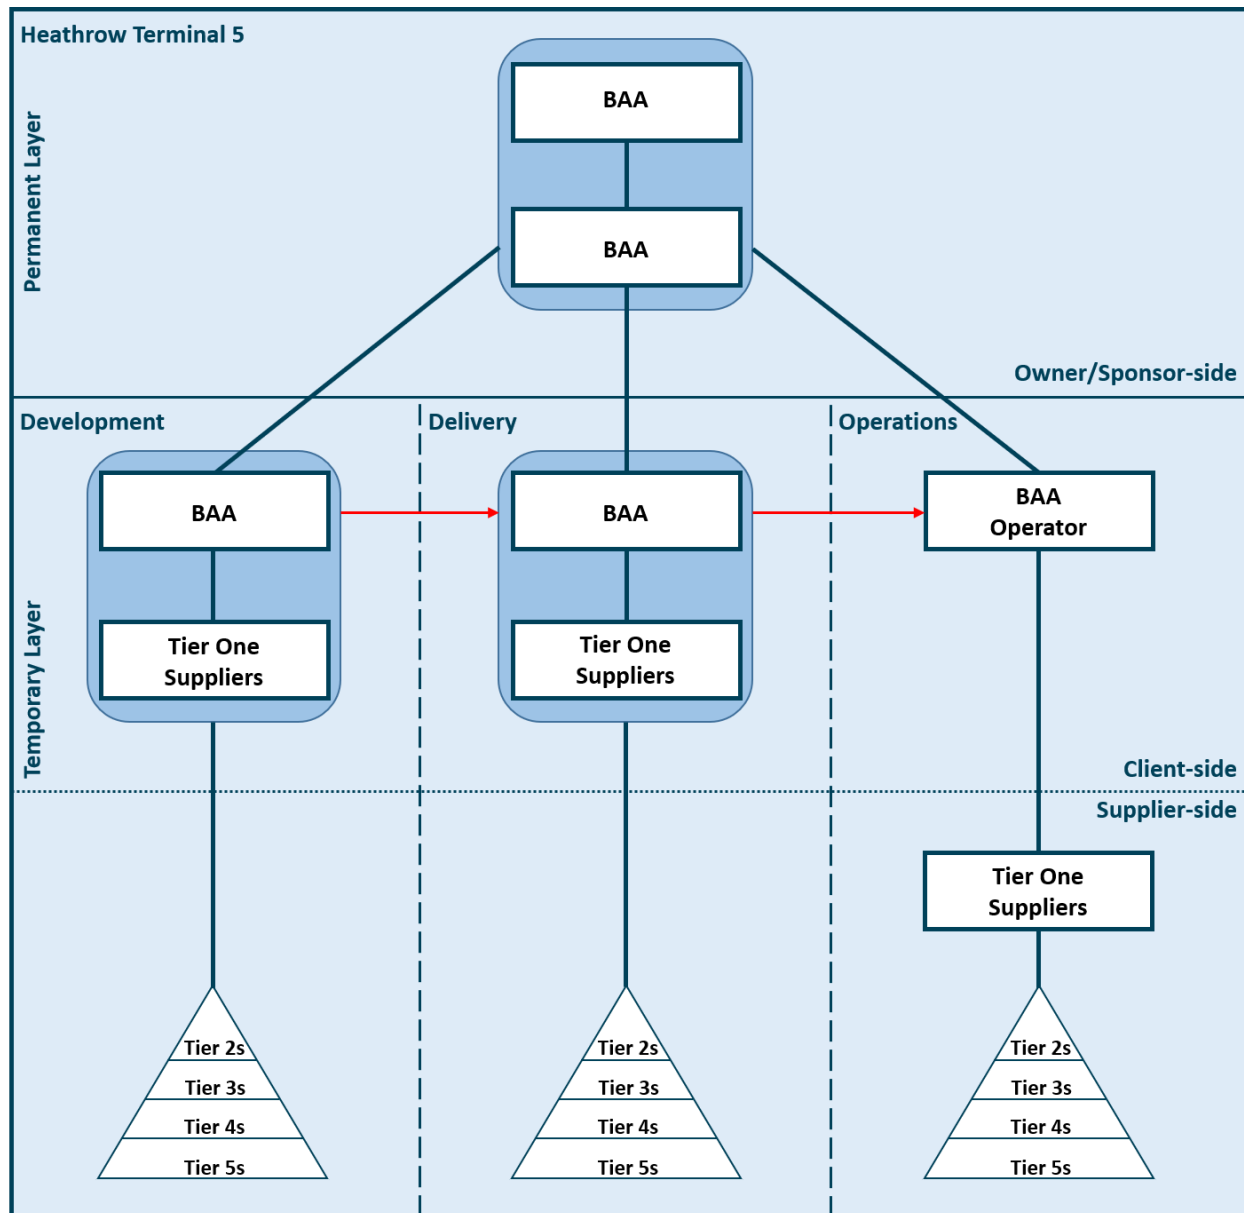 Heathrow Terminal 5
Permanent Layer
BAA
BAA
Owner/Sponsor-side
Development
Delivery
Operations
Temporary Layer
BAA
BAA
BAA
Operator
Tier One
Suppliers
Tier One
Suppliers
Client-side
Supplier-side
Tier One
Suppliers
Tier 2s
Tier 3s
Tier 4s
Tier 5s
Tier 2s
Tier 3s
Tier 4s
Tier 5s
Tier 2s
Tier 3s
Tier 4s
Tier 5s